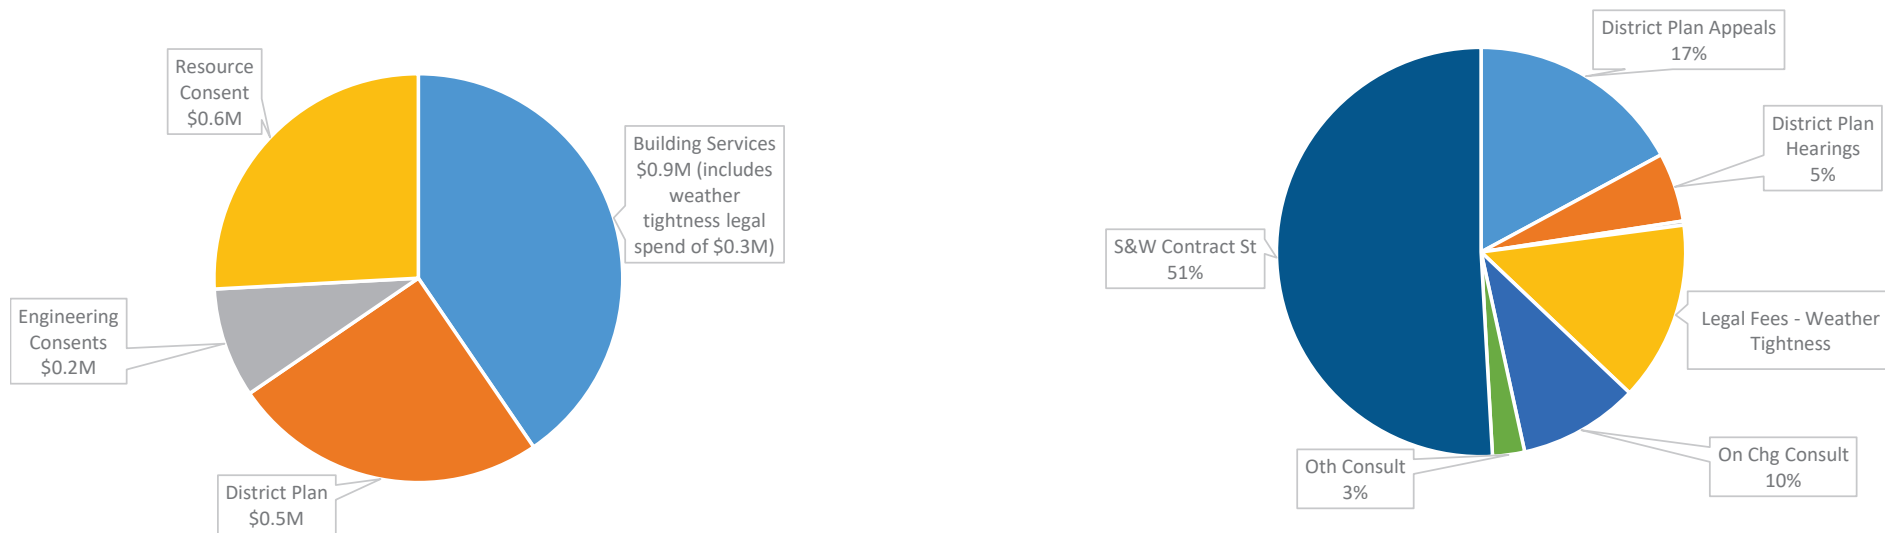 Resource
Consent
$0.6M
Building Services
$0.9M (includes
weather
tightness legal
spend of $0.3M)
Engineering
Consents
$0.2M
District Plan
$0.5M
District Plan Appeals
17%
District Plan
Hearings
5%
S&W Contract St
51%
Legal Fees - Weather
Tightness
On Chg Consult
10%
Oth Consult
3%